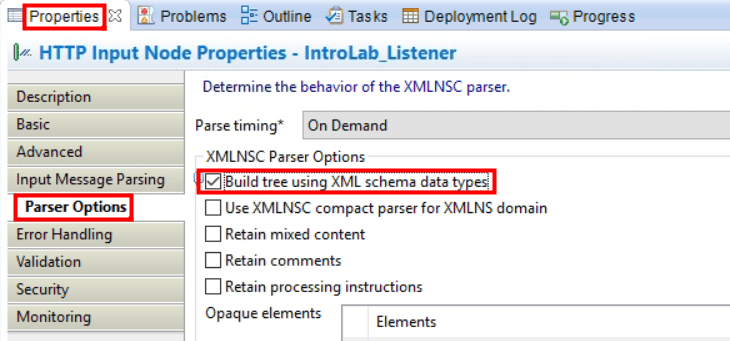 Properties Problems Outline Tasks Deployment Log Progress
HTTP Input Node Properties - IntroLab_Listener
Description
Basic
Advanced
Input Message Parsing
Parser Options
Error Handling
Validation
Security
Monitoring
Determine the behavior of the XMLNSC parser.
Parse timing* On Demand
XMLNSC Parser Options
Build tree using XML schema data types
Use XMLNSC compact parser for XMLNS domain
Retain mixed content
Retain comments
Retain processing instructions
Opaque elements Elements